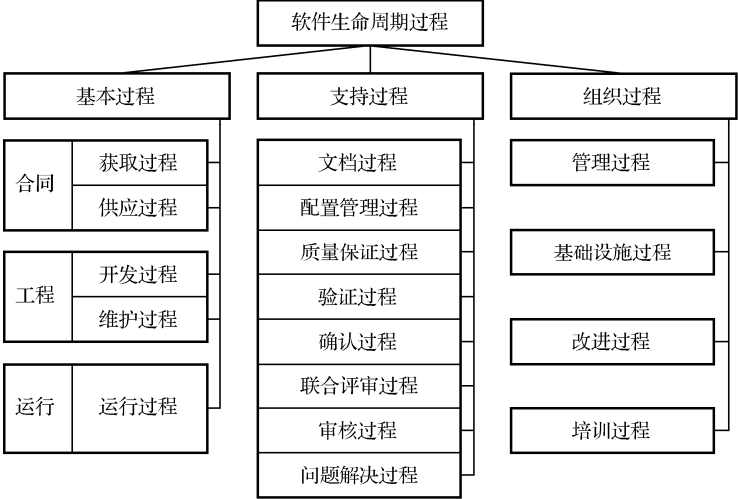 软件生命周期过程
基本过程
支持过程
组织过程
合同
获取过程
供应过程
工程
开发过程
维护过程
运行
运行过程
文档过程
配置管理过程
质量保证过程
验证过程
确认过程
联合评审过程
审核过程
问题解决过程
管理过程
基础设施过程
改进过程
培训过程